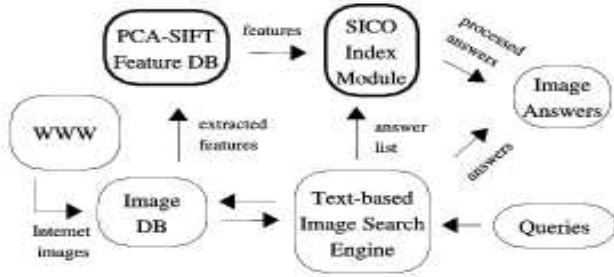 PCA-SIFT
Feature DB
features
SICO
Index
Module
processed
answers
Image
Answers
WWW
extracted
features
answer
list
answers
Internet
images
Image
DB
Text-based
Image Search
Engine
Queries